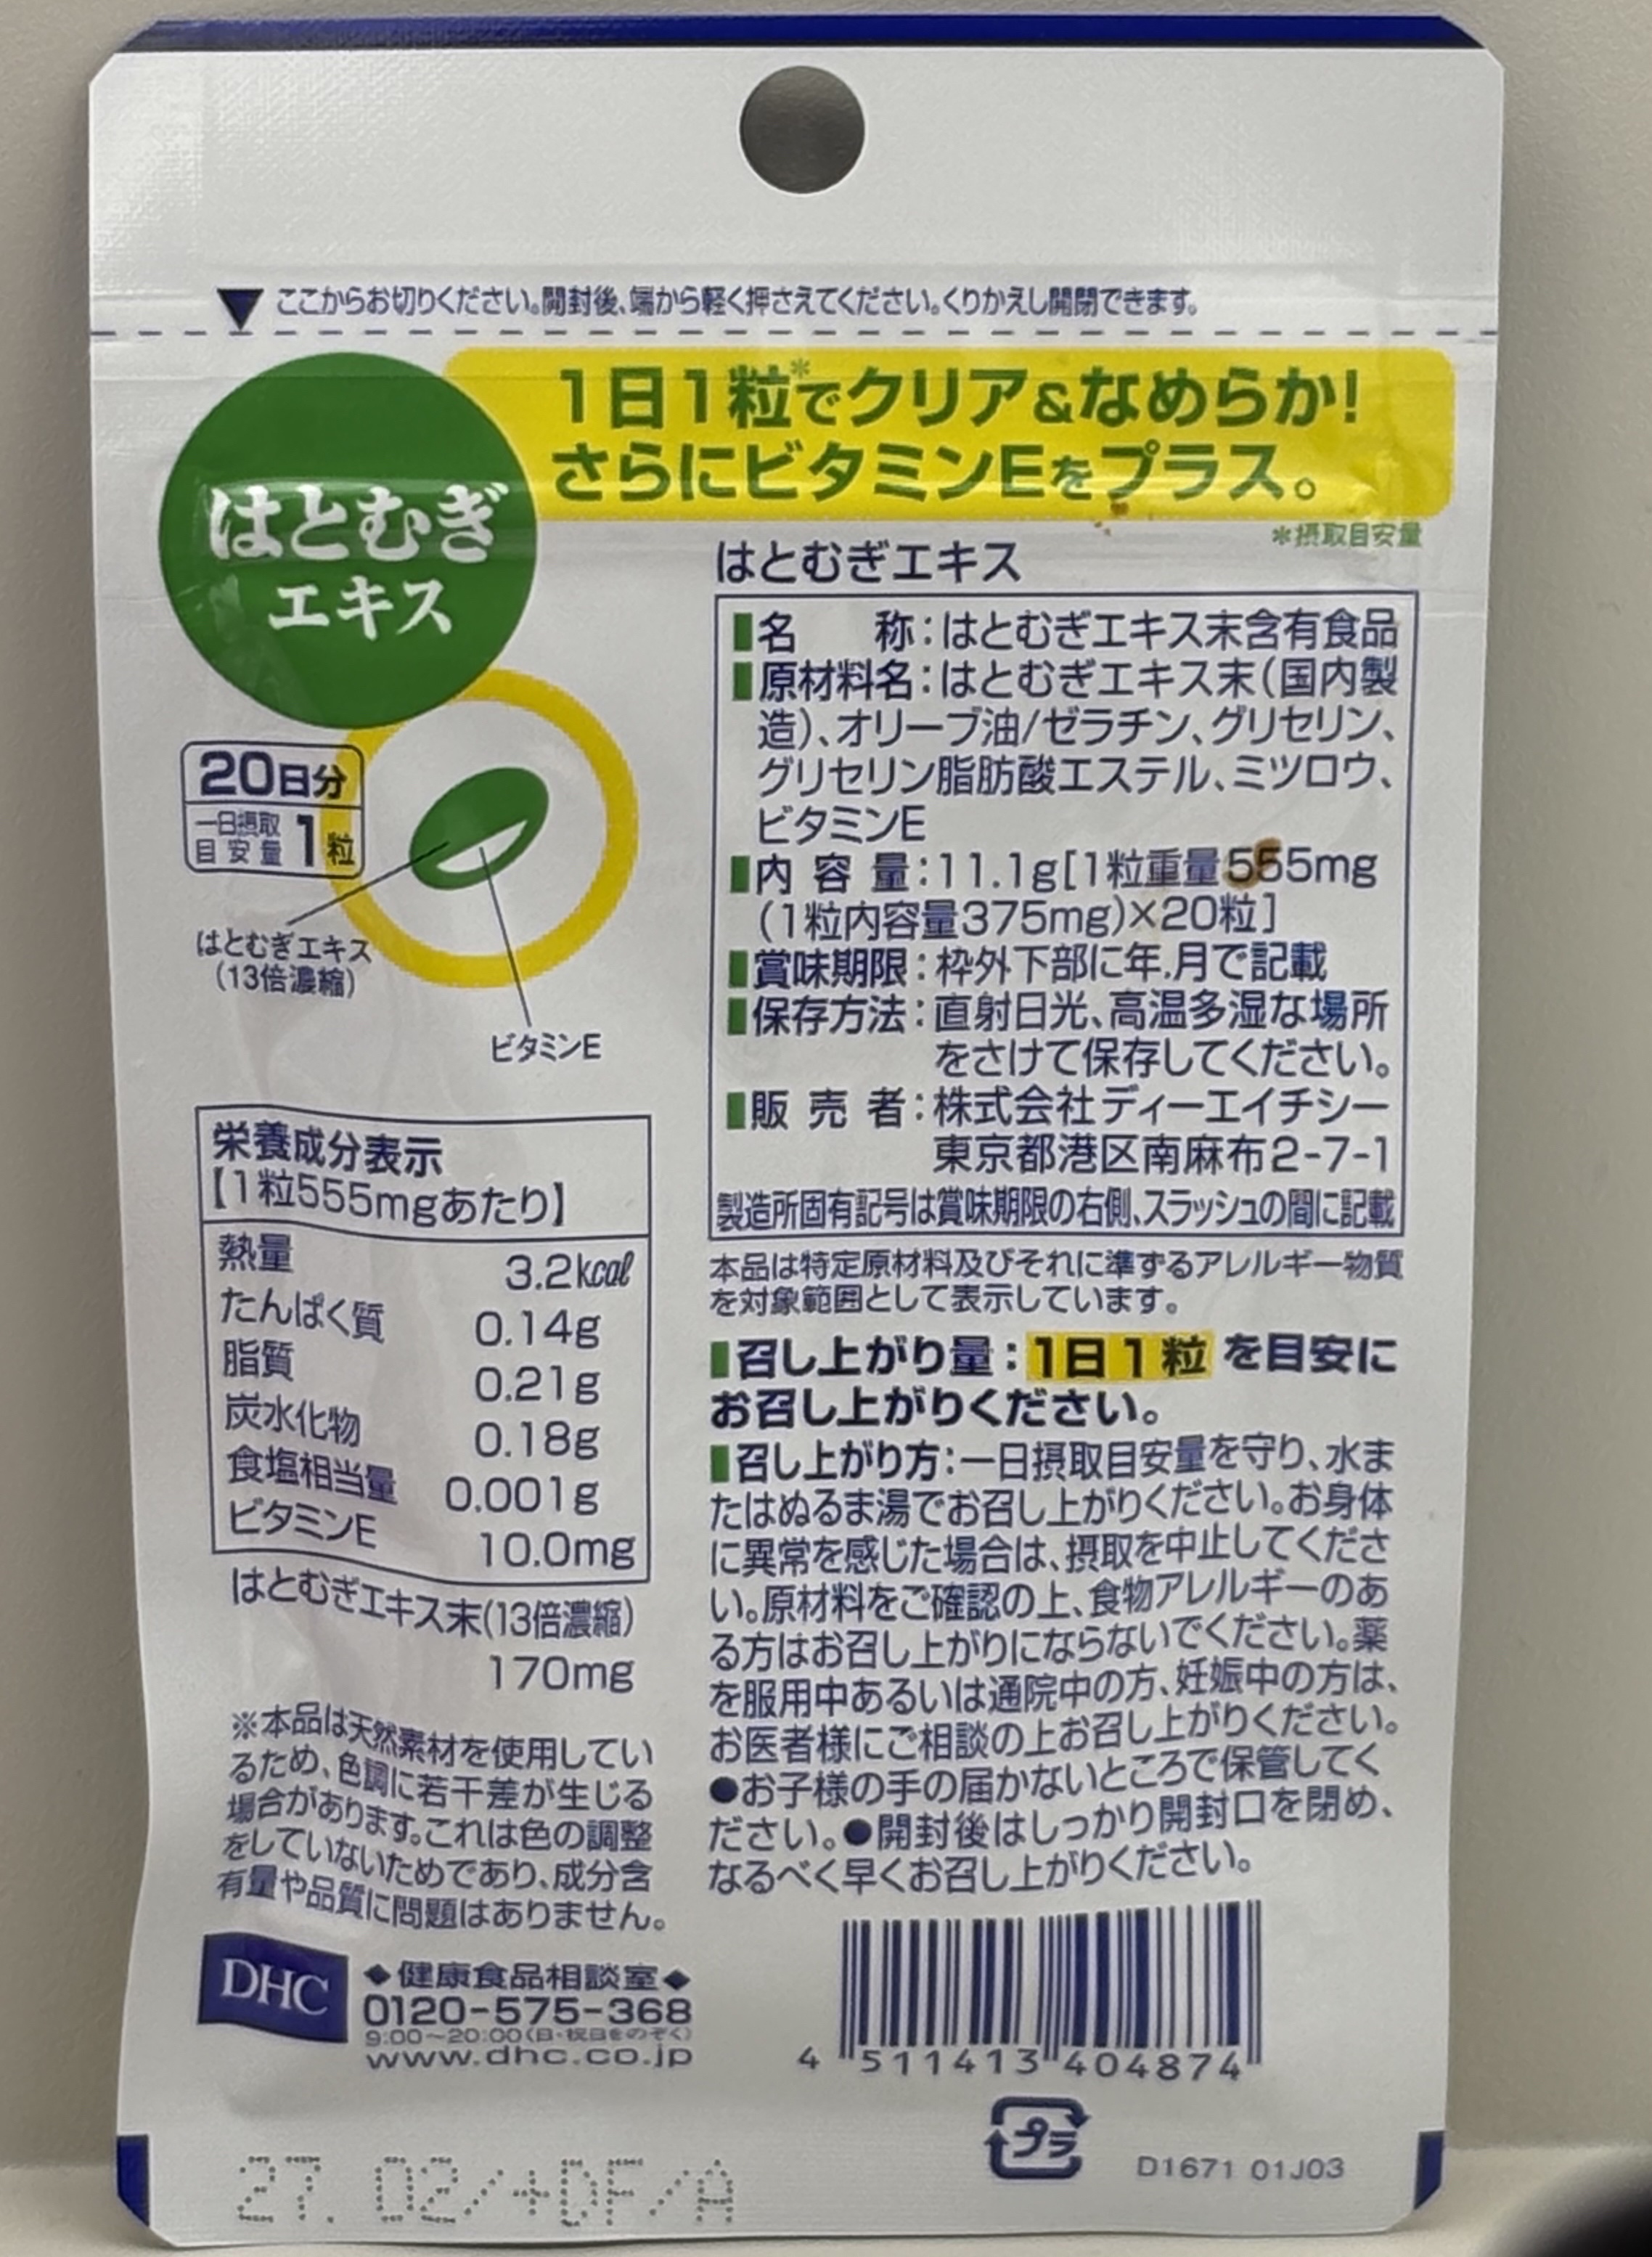 ここからお切りください。開封後、端から軽く押さえてください。くりかえし開閉できます。
1日1粒*でクリア&なめらか!
さらにビタミンEをプラス。
*摂取目安量
はとむぎ
エキス
20日分
一日摂取
目安量 1粒
はとむぎエキス
(13倍濃縮)
ビタミンE
はとむぎエキス
名 称:はとむぎエキス末含有食品
原材料名:はとむぎエキス末(国内製
造)、オリーブ油/ゼラチン、グリセリン、
グリセリン脂肪酸エステル、ミツロウ、
ビタミンE
内容量:11.1g[1粒重量555mg
(1粒内容量375mg)×20粒]
賞味期限:枠外下部に年.月で記載
保存方法:直射日光、高温多湿な場所
をさけて保存してください。
販売者:株式会社ディーエイチシー
東京都港区南麻布2-7-1
製造所固有記号は賞味期限の右側、スラッシュの間に記載
本品は特定原材料及びそれに準ずるアレルギー物質
を対象範囲として表示しています。
召し上がり量:1日1粒を目安に
お召し上がりください。
召し上がり方:一日摂取目安量を守り、水ま
たはぬるま湯でお召し上がりください。お身体
に異常を感じた場合は、摂取を中止してくださ
い。原材料をご確認の上、食物アレルギーのあ
る方はお召し上がりにならないでください。薬
を服用中あるいは通院中の方、妊娠中の方は、
お医者様にご相談の上お召し上がりください。
●お子様の手の届かないところで保管してく
ださい。●開封後はしっかり開封口を閉め、
なるべく早くお召し上がりください。
栄養成分表示
【1粒555mgあたり】
熱量 3.2kcal
たんぱく質 0.14g
脂質 0.21g
炭水化物 0.18g
食塩相当量 0.001g
ビタミンE 10.0mg
はとむぎエキス末(13倍濃縮)
170mg
※本品は天然素材を使用してい
るため、色調に若干差が生じる
場合があります。これは色の調整
をしていないためであり、成分含
有量や品質に問題はありません。
DHC
◆健康食品相談室◆
0120-575-368
9:00〜20:00(日・祝日をのぞく)
www.dhc.co.jp
4 511413 404874
プラ
D1671 01J03
27.02/+DF/A